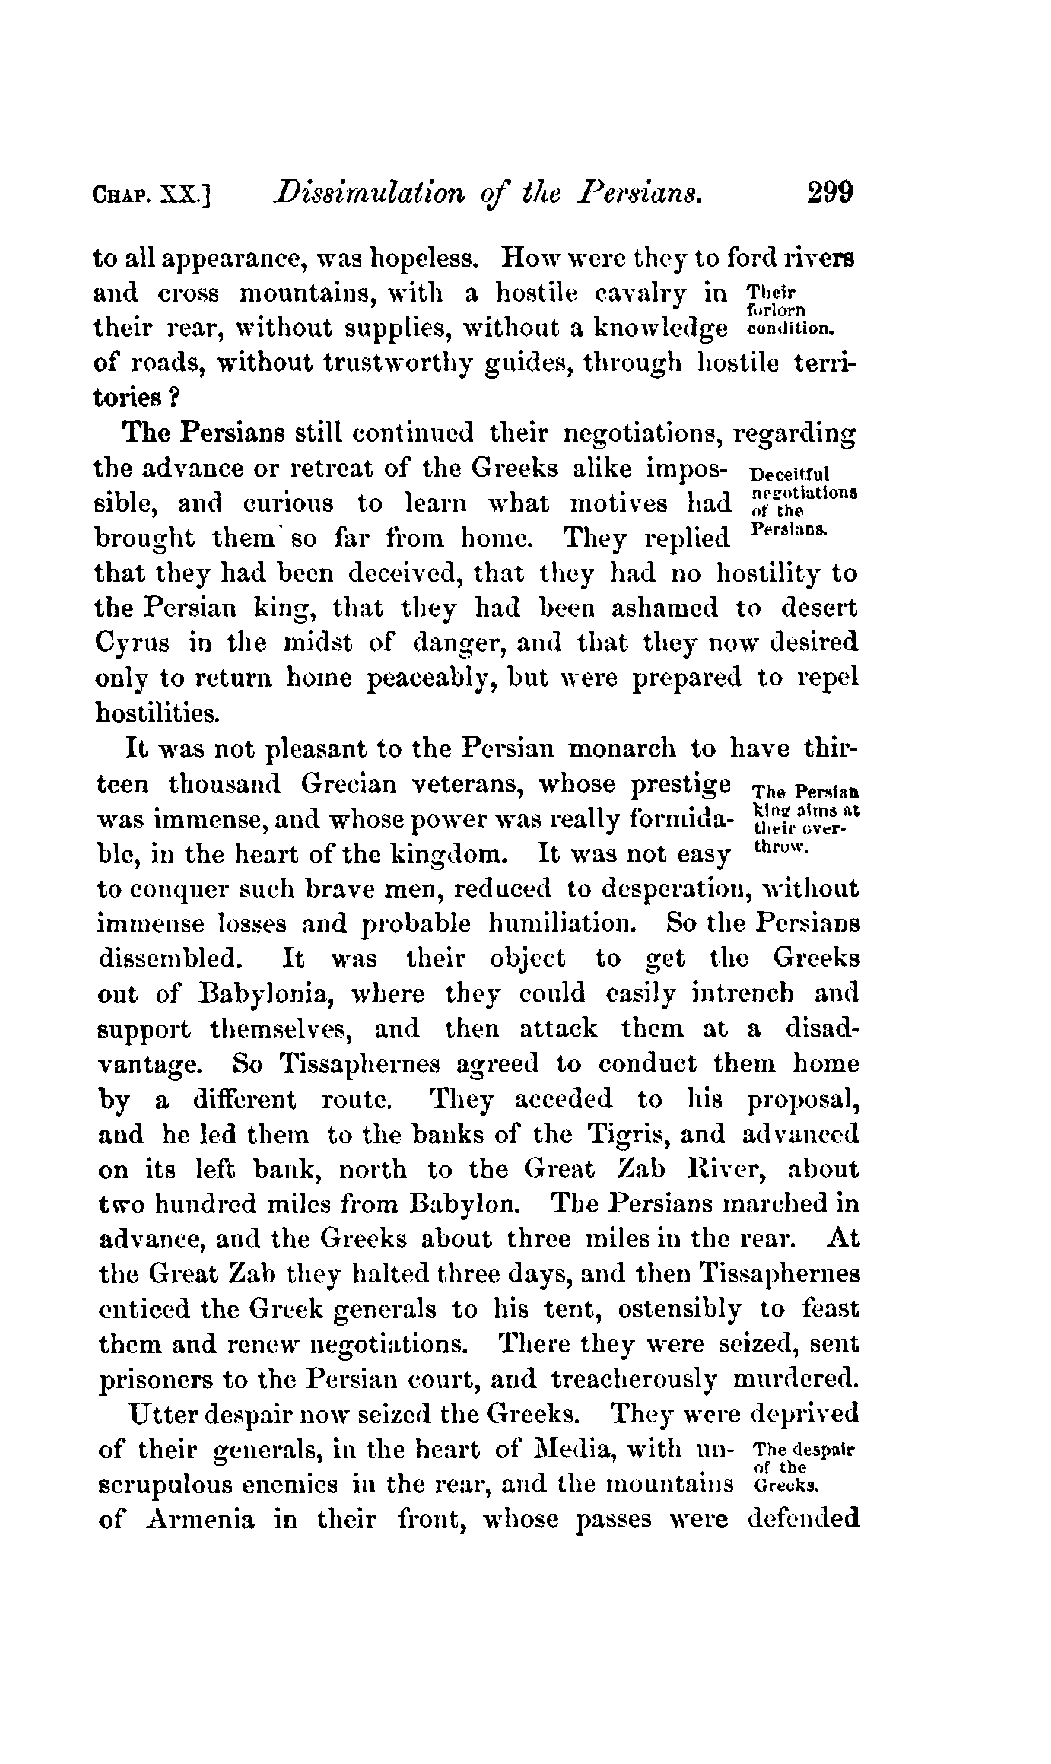 CHAP. XX.] Dissimulation of the Persians. 299
to all appearance, was hopeless. How were they to ford rivers
and cross mountains, with a hostile cavalry in
Their
forlorn
condition.
their rear, without supplies, without a knowledge
of roads, without trustworthy guides, through hostile terri-
tories?
The Persians still continued their negotiations, regarding
the advance or retreat of the Greeks alike impos-
Deceitful
negotiations
of the
Persians.
sible, and curious to learn what motives had
brought them so far from home. They replied
that they had been deceived, that they had no hostility to
the Persian king, that they had been ashamed to desert
Cyrus in the midst of danger, and that they now desired
only to return home peaceably, but were prepared to repel
hostilities.
It was not pleasant to the Persian monarch to have thir-
teen thousand Grecian veterans, whose prestige
The Persian
king aims at
their over-
throw.
was immense, and whose power was really formida-
ble, in the heart of the kingdom. It was not easy
to conquer such brave men, reduced to desperation, without
immense losses and probable humiliation. So the Persians
dissembled. It was their object to get the Greeks
out of Babylonia, where they could easily intrench and
support themselves, and then attack them at a disad-
vantage. So Tissaphernes agreed to conduct them home
by a different route. They acceded to his proposal,
and he led them to the banks of the Tigris, and advanced
on its left bank, north to the Great Zab River, about
two hundred miles from Babylon. The Persians marched in
advance, and the Greeks about three miles in the rear. At
the Great Zab they halted three days, and then Tissaphernes
enticed the Greek generals to his tent, ostensibly to feast
them and renew negotiations. There they were seized, sent
prisoners to the Persian court, and treacherously murdered.
Utter despair now seized the Greeks. They were deprived
of their generals, in the heart of Media, with un-
The despair
of the
Greeks.
scrupulous enemies in the rear, and the mountains
of Armenia in their front, whose passes were defended